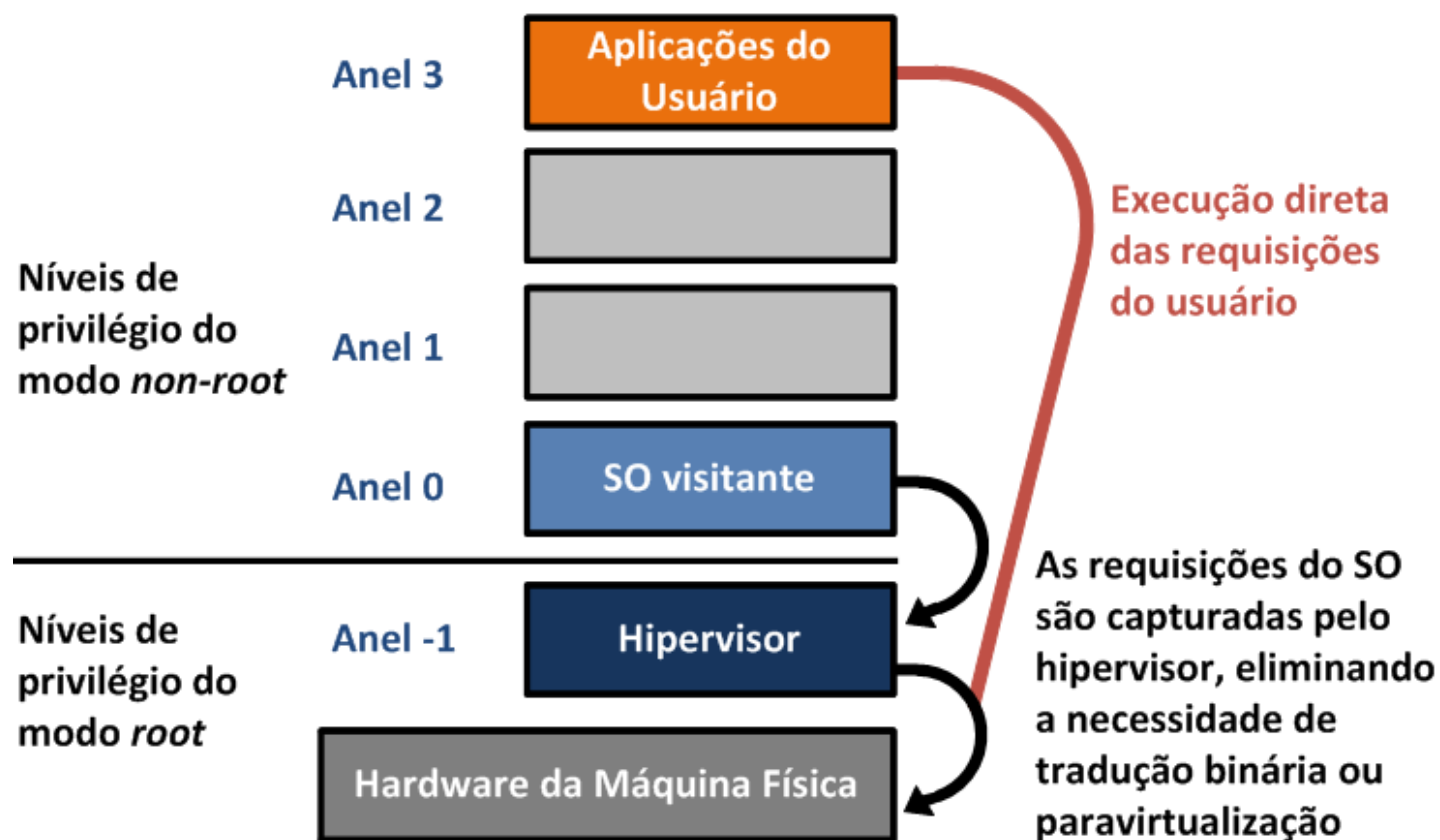 Anel 3
Aplicações do
Usuário
Anel 2
Execução direta
das requisições
do usuário
Níveis de
privilégio do
modo non-root
Anel 1
Anel 0
SO visitante
Níveis de
privilégio do
modo root
Anel -1
Hipervisor
As requisições do SO
são capturadas pelo
hipervisor, eliminando
a necessidade de
tradução binária ou
paravirtualização
Hardware da Máquina Física